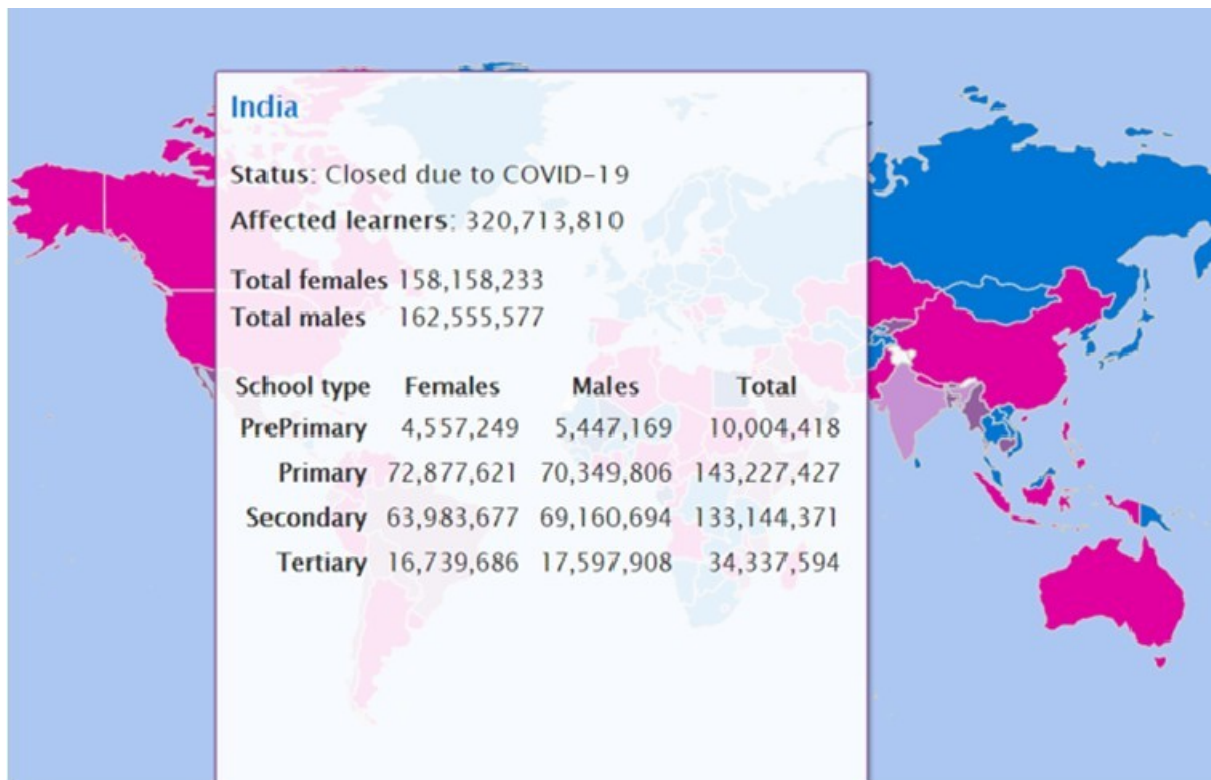 India
Status: Closed due to COVID-19
Affected learners: 320,713,810
Total females 158,158,233
Total males 162,555,577
School type Females Males Total
PrePrimary 4,557,249 5,447,169 10,004,418
Primary 72,877,621 70,349,806 143,227,427
Secondary 63,983,677 69,160,694 133,144,371
Tertiary 16,739,686 17,597,908 34,337,594